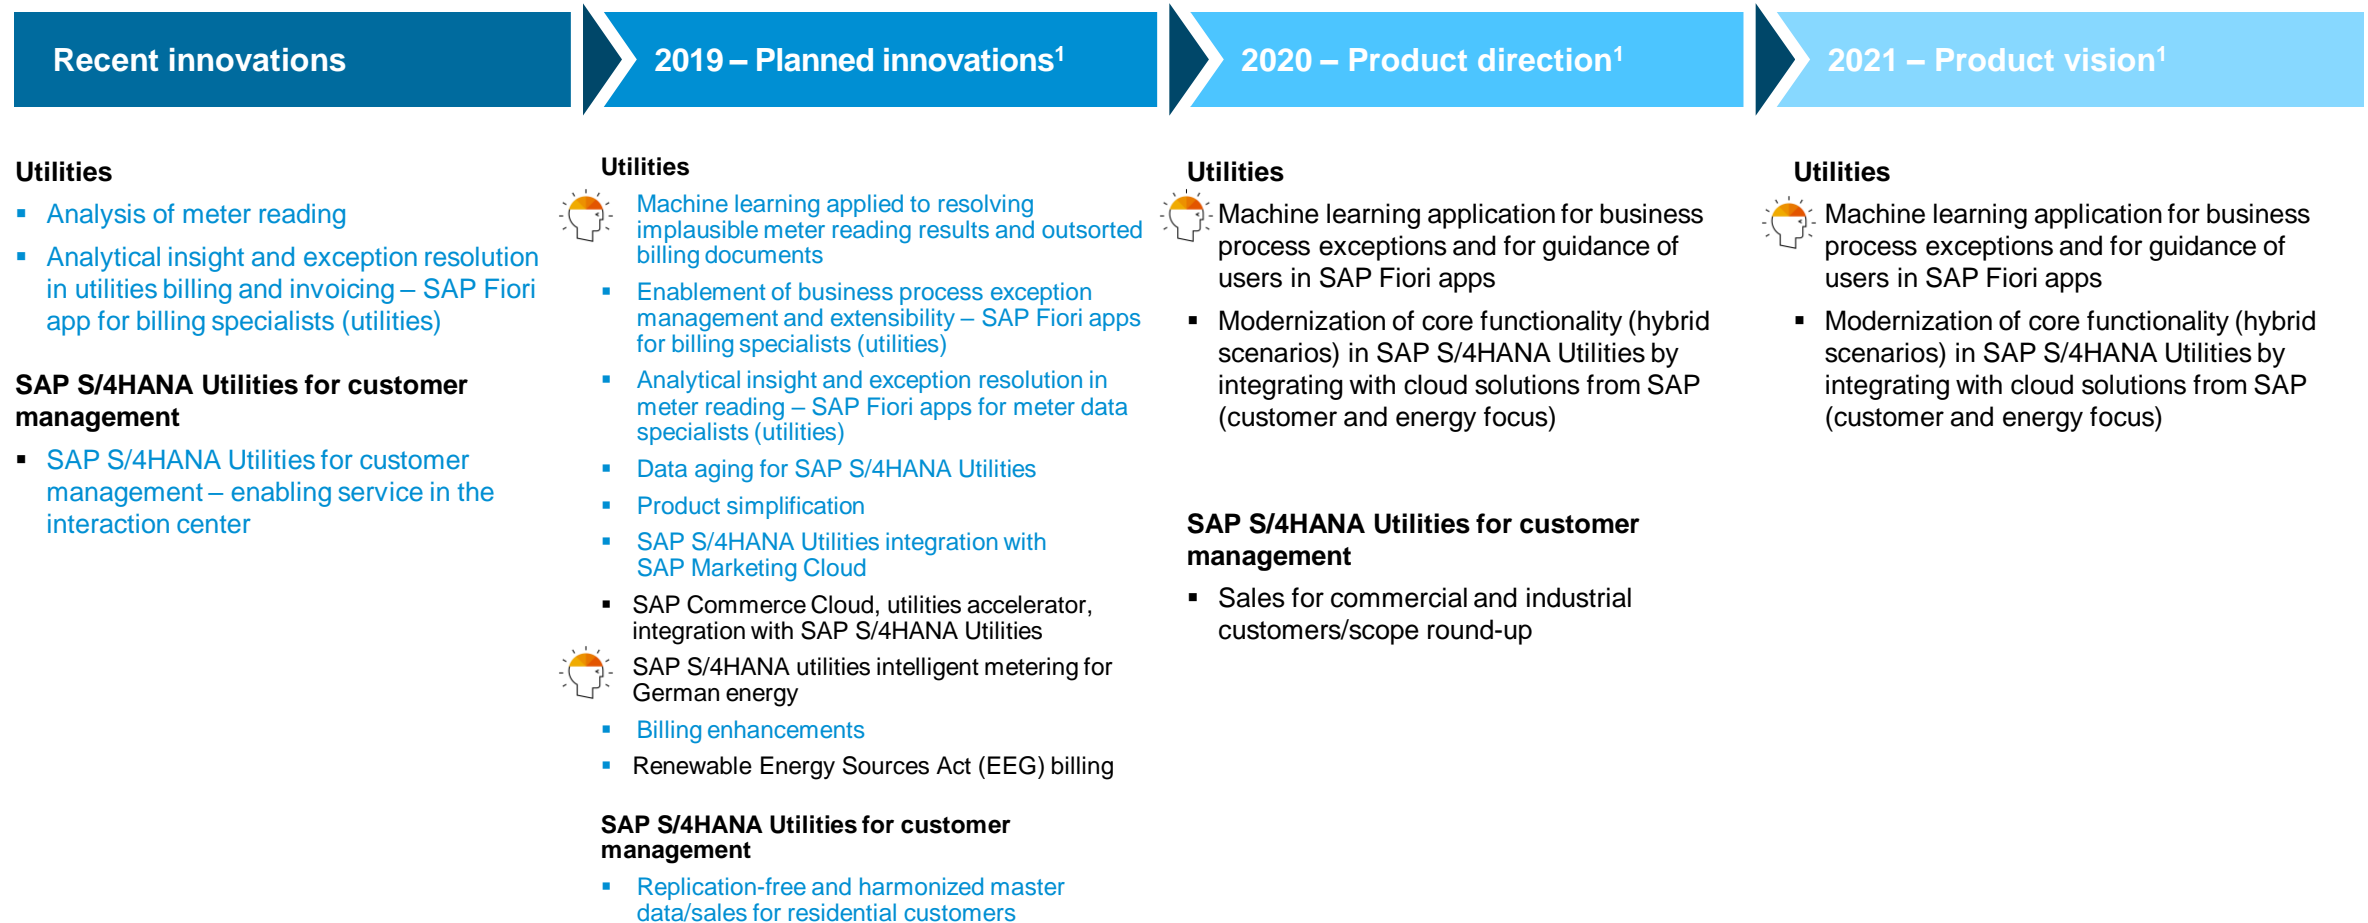 Recent innovations
2019 – Planned innovations¹
2020 – Product direction¹
2021 – Product vision¹
Utilities
▪ Analysis of meter reading
▪ Analytical insight and exception resolution
in utilities billing and invoicing – SAP Fiori
app for billing specialists (utilities)
SAP S/4HANA Utilities for customer
management
▪ SAP S/4HANA Utilities for customer
management – enabling service in the
interaction center
Utilities
Machine learning applied to resolving
implausible meter reading results and outsorted
billing documents
▪ Enablement of business process exception
management and extensibility – SAP Fiori apps
for billing specialists (utilities)
▪ Analytical insight and exception resolution in
meter reading – SAP Fiori apps for meter data
specialists (utilities)
▪ Data aging for SAP S/4HANA Utilities
▪ Product simplification
▪ SAP S/4HANA Utilities integration with
SAP Marketing Cloud
▪ SAP Commerce Cloud, utilities accelerator,
integration with SAP S/4HANA Utilities
SAP S/4HANA utilities intelligent metering for
German energy
▪ Billing enhancements
▪ Renewable Energy Sources Act (EEG) billing
SAP S/4HANA Utilities for customer
management
▪ Replication-free and harmonized master
data/sales for residential customers
Utilities
Machine learning application for business
process exceptions and for guidance of
users in SAP Fiori apps
▪ Modernization of core functionality (hybrid
scenarios) in SAP S/4HANA Utilities by
integrating with cloud solutions from SAP
(customer and energy focus)
SAP S/4HANA Utilities for customer
management
▪ Sales for commercial and industrial
customers/scope round-up
Utilities
Machine learning application for business
process exceptions and for guidance of
users in SAP Fiori apps
▪ Modernization of core functionality (hybrid
scenarios) in SAP S/4HANA Utilities by
integrating with cloud solutions from SAP
(customer and energy focus)